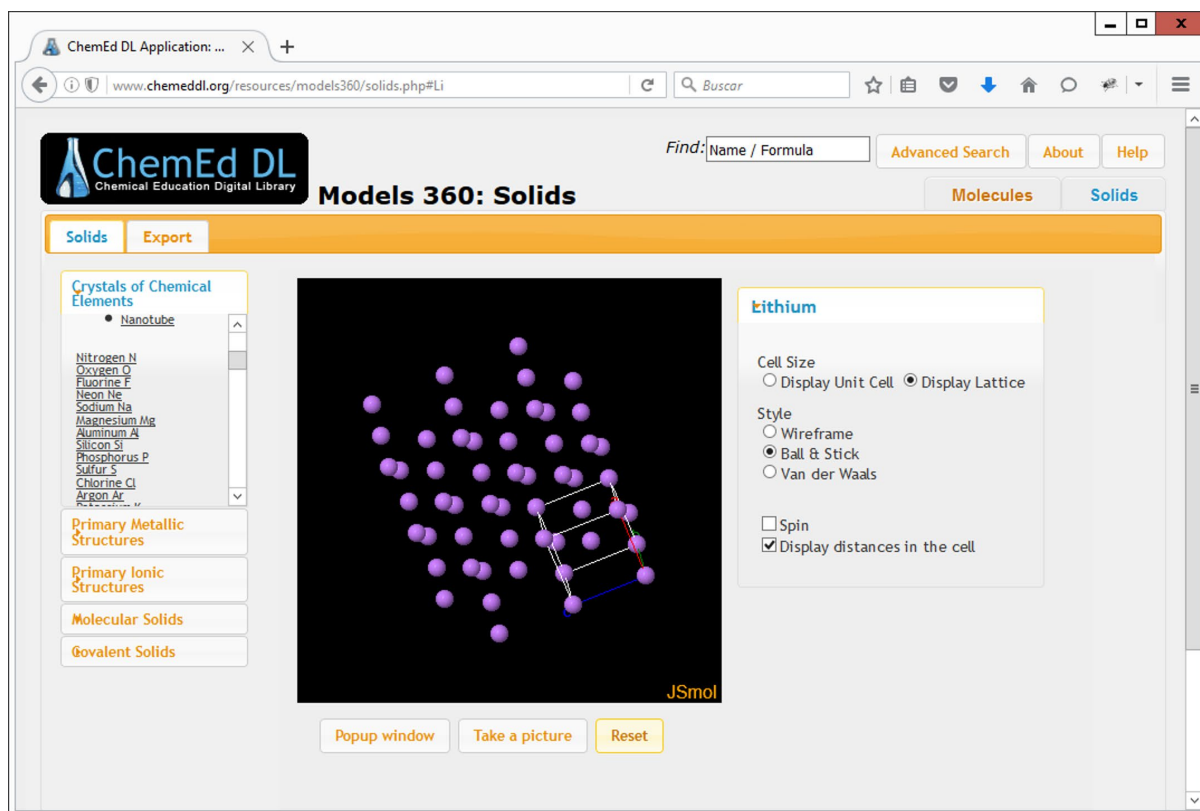 ChemEd DL Application: ...
www.chemeddl.org/resources/models360/solids.php#Li
Buscar
ChemEd DL
Chemical Education Digital Library
Models 360: Solids
Find:
Name / Formula
Advanced Search
About
Help
Molecules
Solids
Solids
Export
Crystals of Chemical
Elements
Nanotube
Nitrogen N
Oxygen O
Fluorine F
Neon Ne
Sodium Na
Magnesium Mg
Aluminum Al
Silicon Si
Phosphorus P
Sulfur S
Chlorine Cl
Argon Ar
Primary Metallic
Structures
Primary Ionic
Structures
Molecular Solids
Covalent Solids
JSmol
Popup window
Take a picture
Reset
Lithium
Cell Size
Display Unit Cell
Display Lattice
Style
Wireframe
Ball & Stick
Van der Waals
Spin
Display distances in the cell